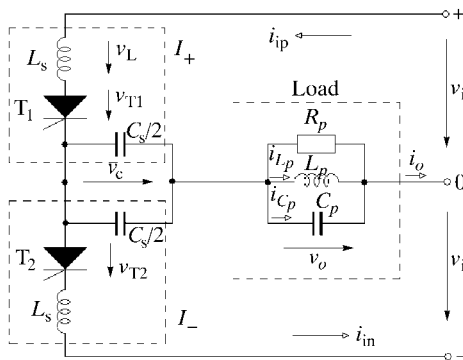 +
i_ip
L_s
v_L
I_+
T_1
v_T1
v_i
Load
R_p
C_s/2
i_Lp
L_p
i_o
v_c
0
i_Cp
C_p
C_s/2
T_2
v_T2
v_o
v_i
L_s
I_−
i_in
−